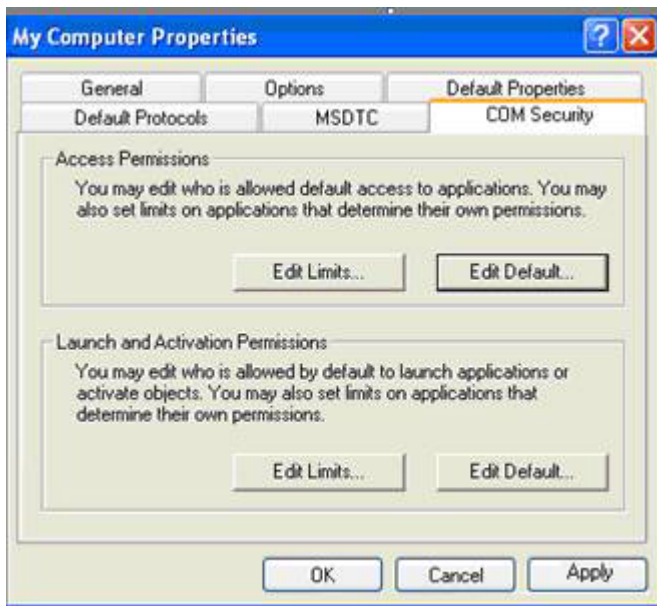 My Computer Properties
General Options Default Properties
Default Protocols MSDTC COM Security
Access Permissions
You may edit who is allowed default access to applications. You may
also set limits on applications that determine their own permissions.
Edit Limits... Edit Default...
Launch and Activation Permissions
You may edit who is allowed by default to launch applications or
activate objects. You may also set limits on applications that
determine their own permissions.
Edit Limits... Edit Default...
OK Cancel Apply